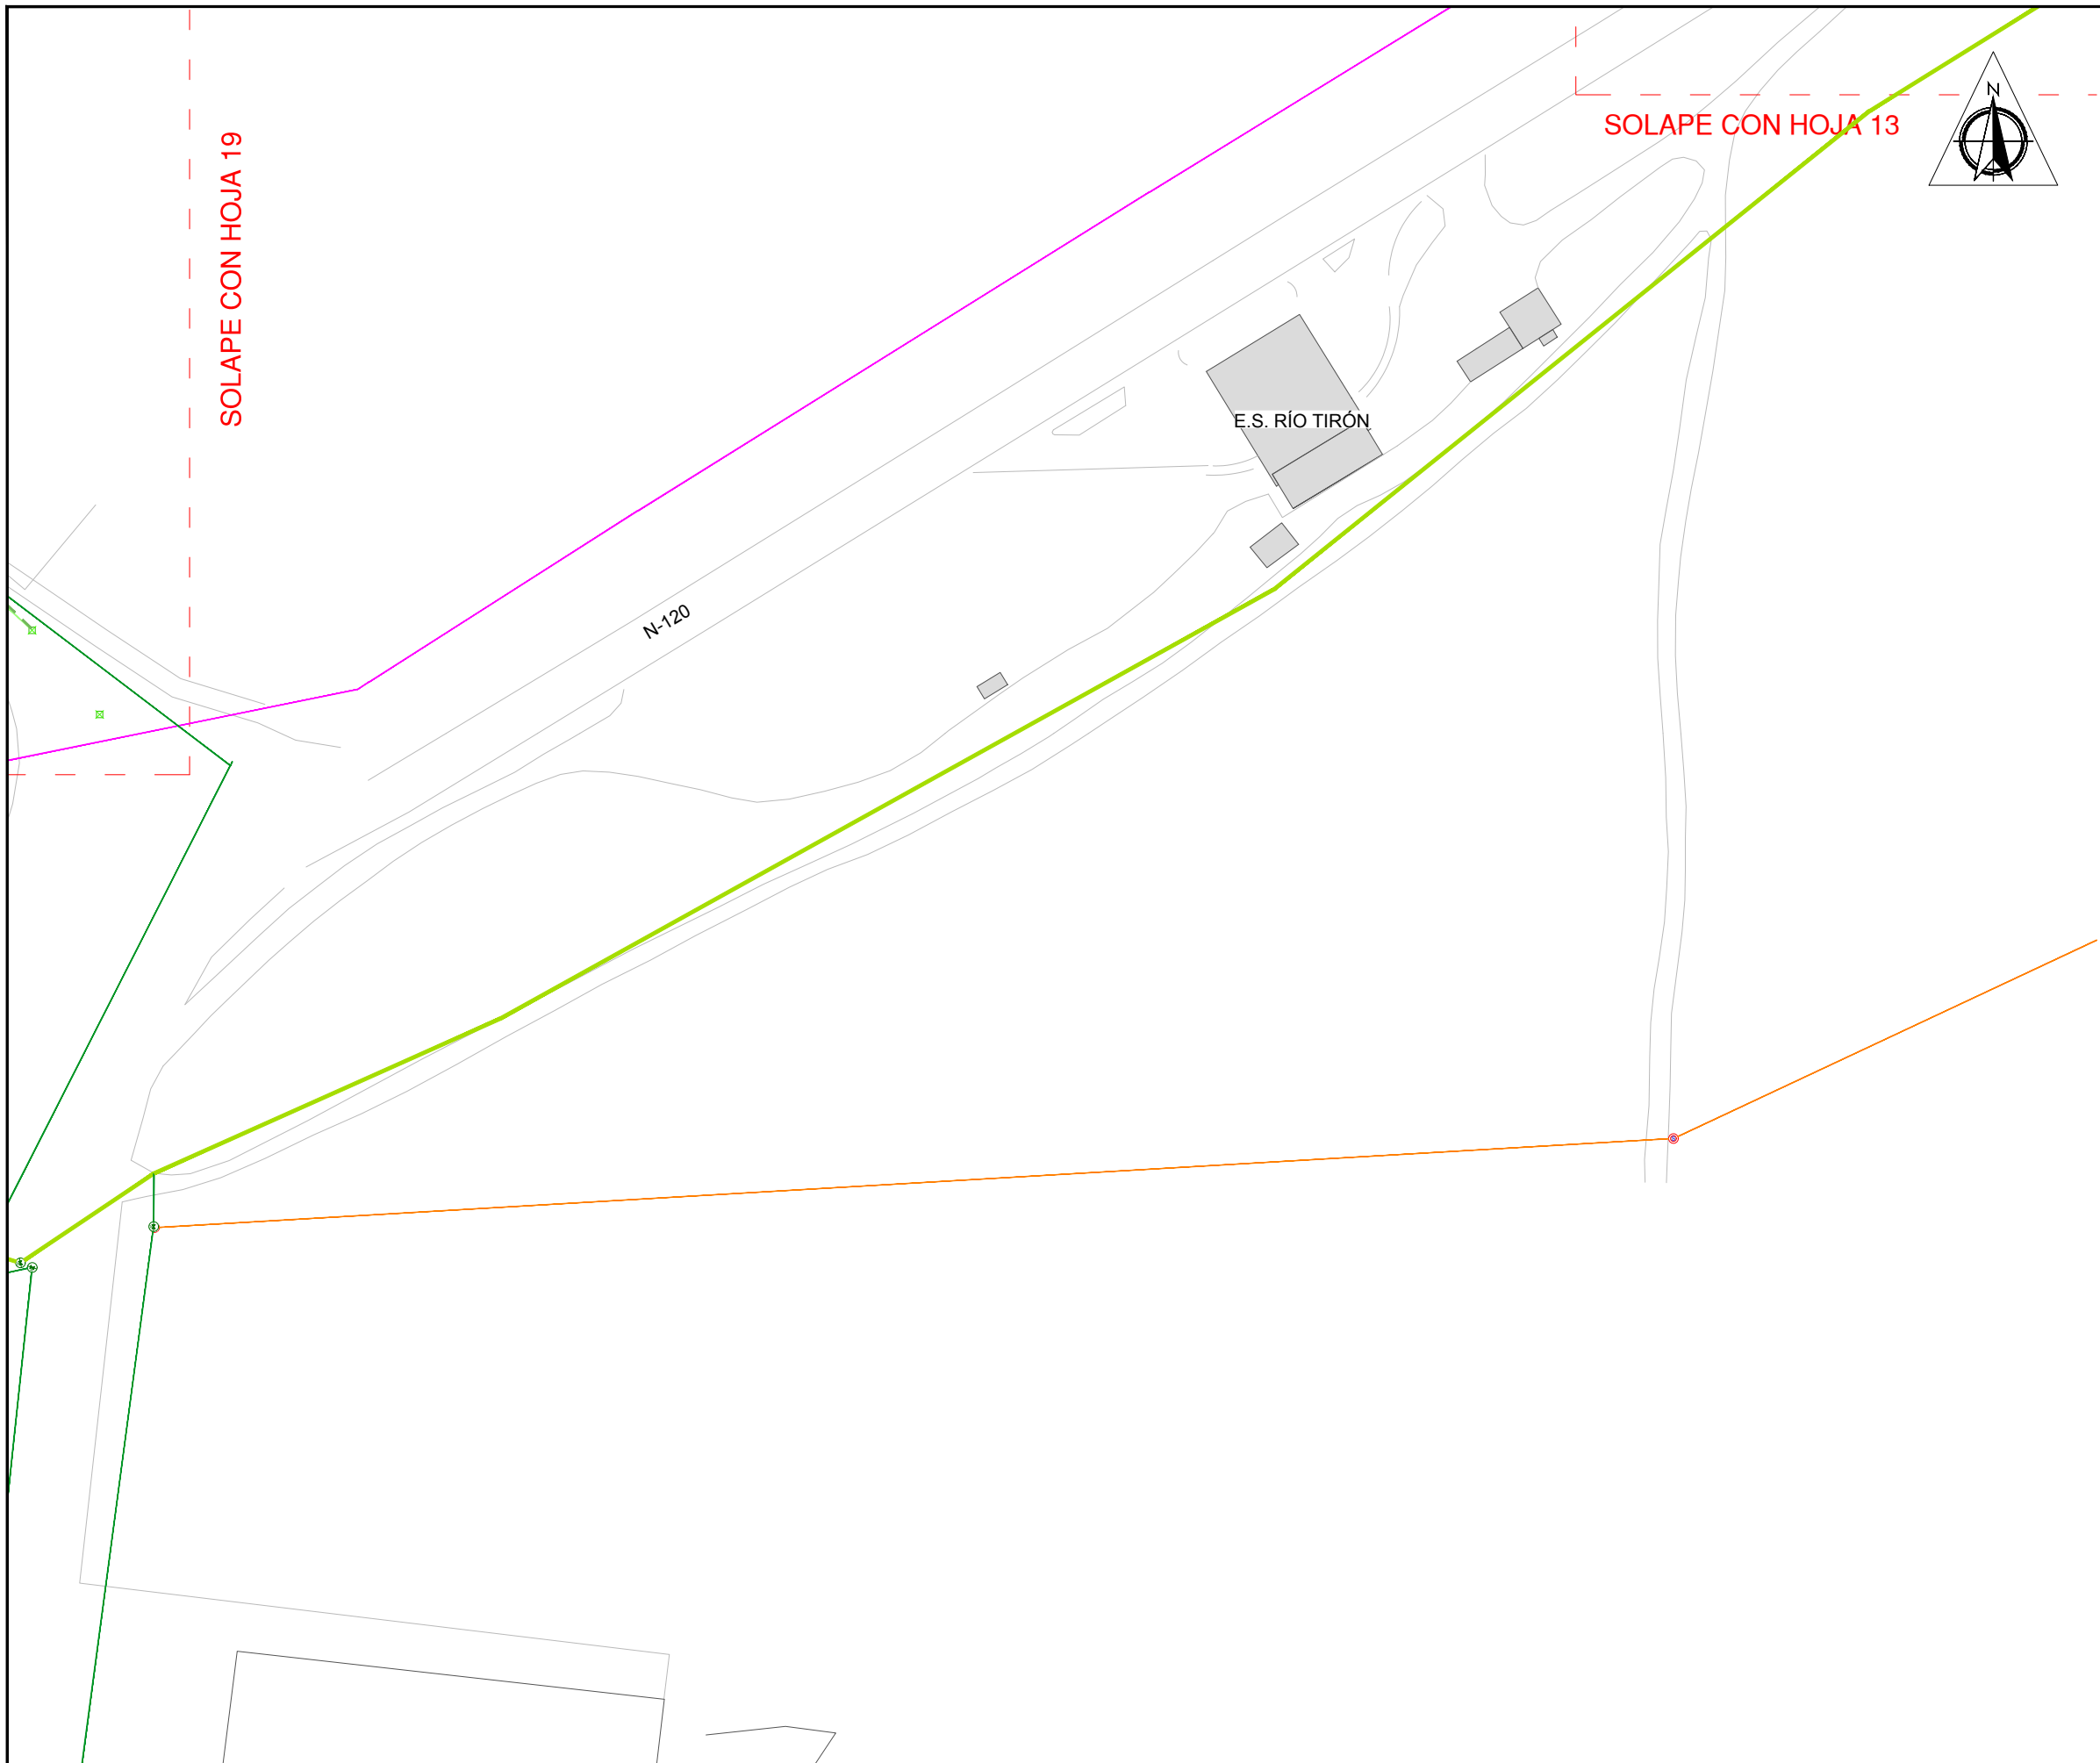 SOLAPE CON HOJA 19
SOLAPE CON HOJA 13
N
E.S. RÍO TIRÓN
N-120